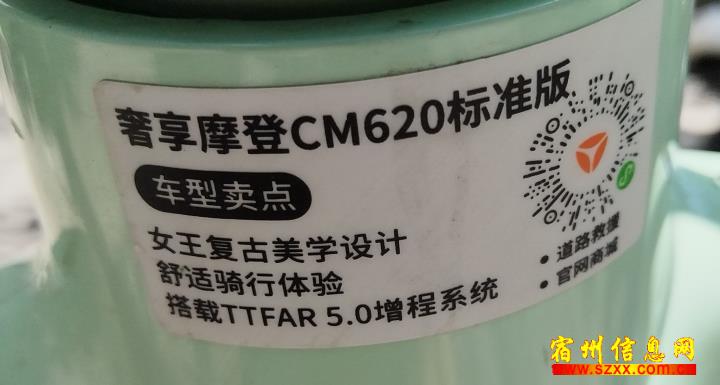 奢享摩登CM620标准版
车型卖点
女王复古美学设计
舒适骑行体验
搭载TTFAR 5.0增程系统
• 道路救援
• 官网商城
宿州信息网
www.szxx.com.cn